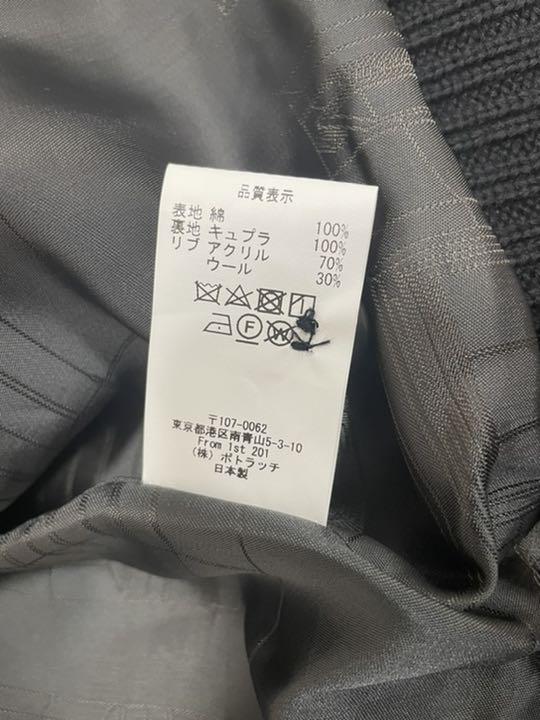 品質表示
表地 綿 100%
裏地 キュプラ 100%
リブ アクリル 70%
ウール 30%
F W
〒107-0062
東京都港区南青山5-3-10
From 1st 201
(株) ポトラッチ
日本製